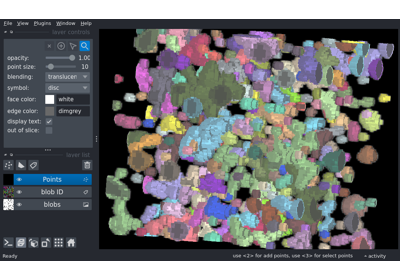 File View Plugins Window Help
layer controls
opacity: 1.00
point size: 10
blending: translucen
symbol: disc
face color: white
edge color: dimgrey
display text:
out of slice:
layer list
Points
blob ID
blobs
Ready
use <2> for add points, use <3> for select points
activity